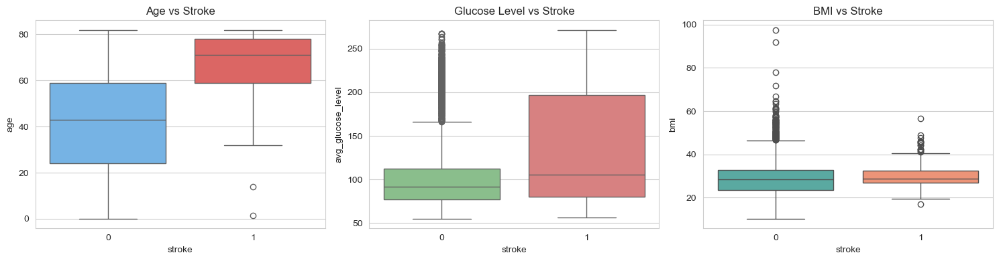 Age vs Stroke
age
80
60
40
20
0
0
1
stroke
Glucose Level vs Stroke
avg_glucose_level
250
200
150
100
50
0
1
stroke
BMI vs Stroke
bmi
100
80
60
40
20
0
1
stroke